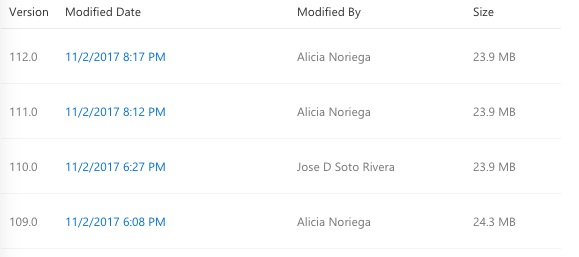 Version Modified Date Modified By Size
112.0 11/2/2017 8:17 PM Alicia Noriega 23.9 MB
111.0 11/2/2017 8:12 PM Alicia Noriega 23.9 MB
110.0 11/2/2017 6:27 PM Jose D Soto Rivera 23.9 MB
109.0 11/2/2017 6:08 PM Alicia Noriega 24.3 MB